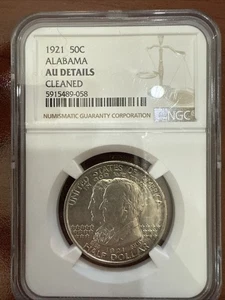 1921 50C
ALABAMA
AU DETAILS
CLEANED
5915489-058
NUMISMATIC GUARANTY CORPORATION
NGC
UNITED STATES OF AMERICA
HALF DOLLAR